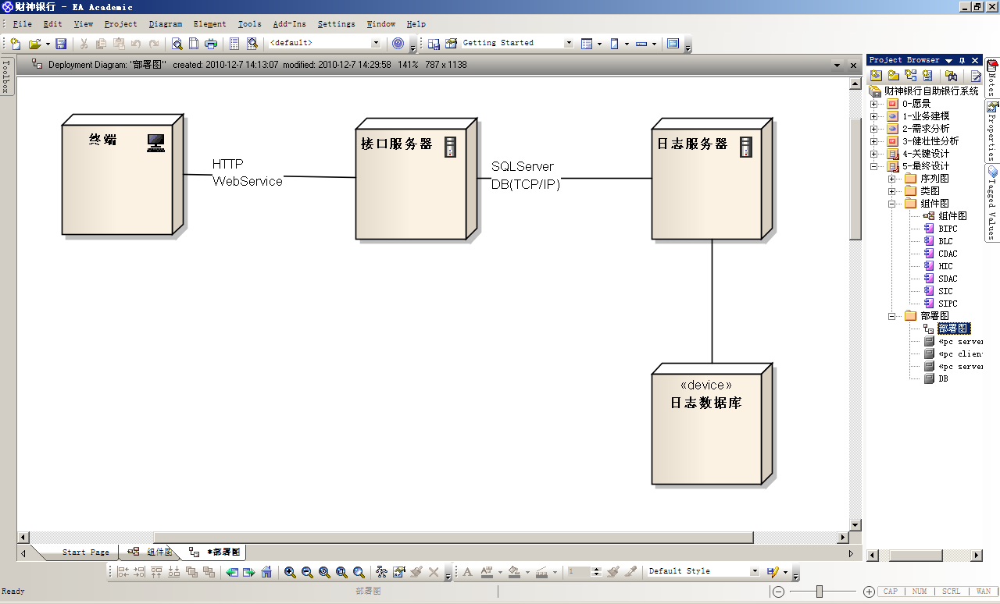 财神银行 - EA Academic
File Edit View Project Diagram Element Tools Add-Ins Settings Window Help
<default>
Getting Started
Toolbox
Deployment Diagram: "部署图" created: 2010-12-7 14:13:07 modified: 2010-12-7 14:29:58 141% 787 x 1138
终端
HTTP
WebService
接口服务器
SQLServer
DB(TCP/IP)
日志服务器
«device»
日志数据库
Project Browser
财神银行自助银行系统
0-愿景
1-业务建模
2-需求分析
3-健壮性分析
4-关键设计
5-最终设计
序列图
类图
组件图
组件图
BIPC
BLC
CDAC
HIC
SDAC
SIC
SIPC
部署图
部署图
«pc server
«pc client
«pc server
DB
Notes
Properties
Tagged Values
Start Page
组件图
*部署图
1
Default Style
Ready
部署图
CAP NUM SCRL WAN